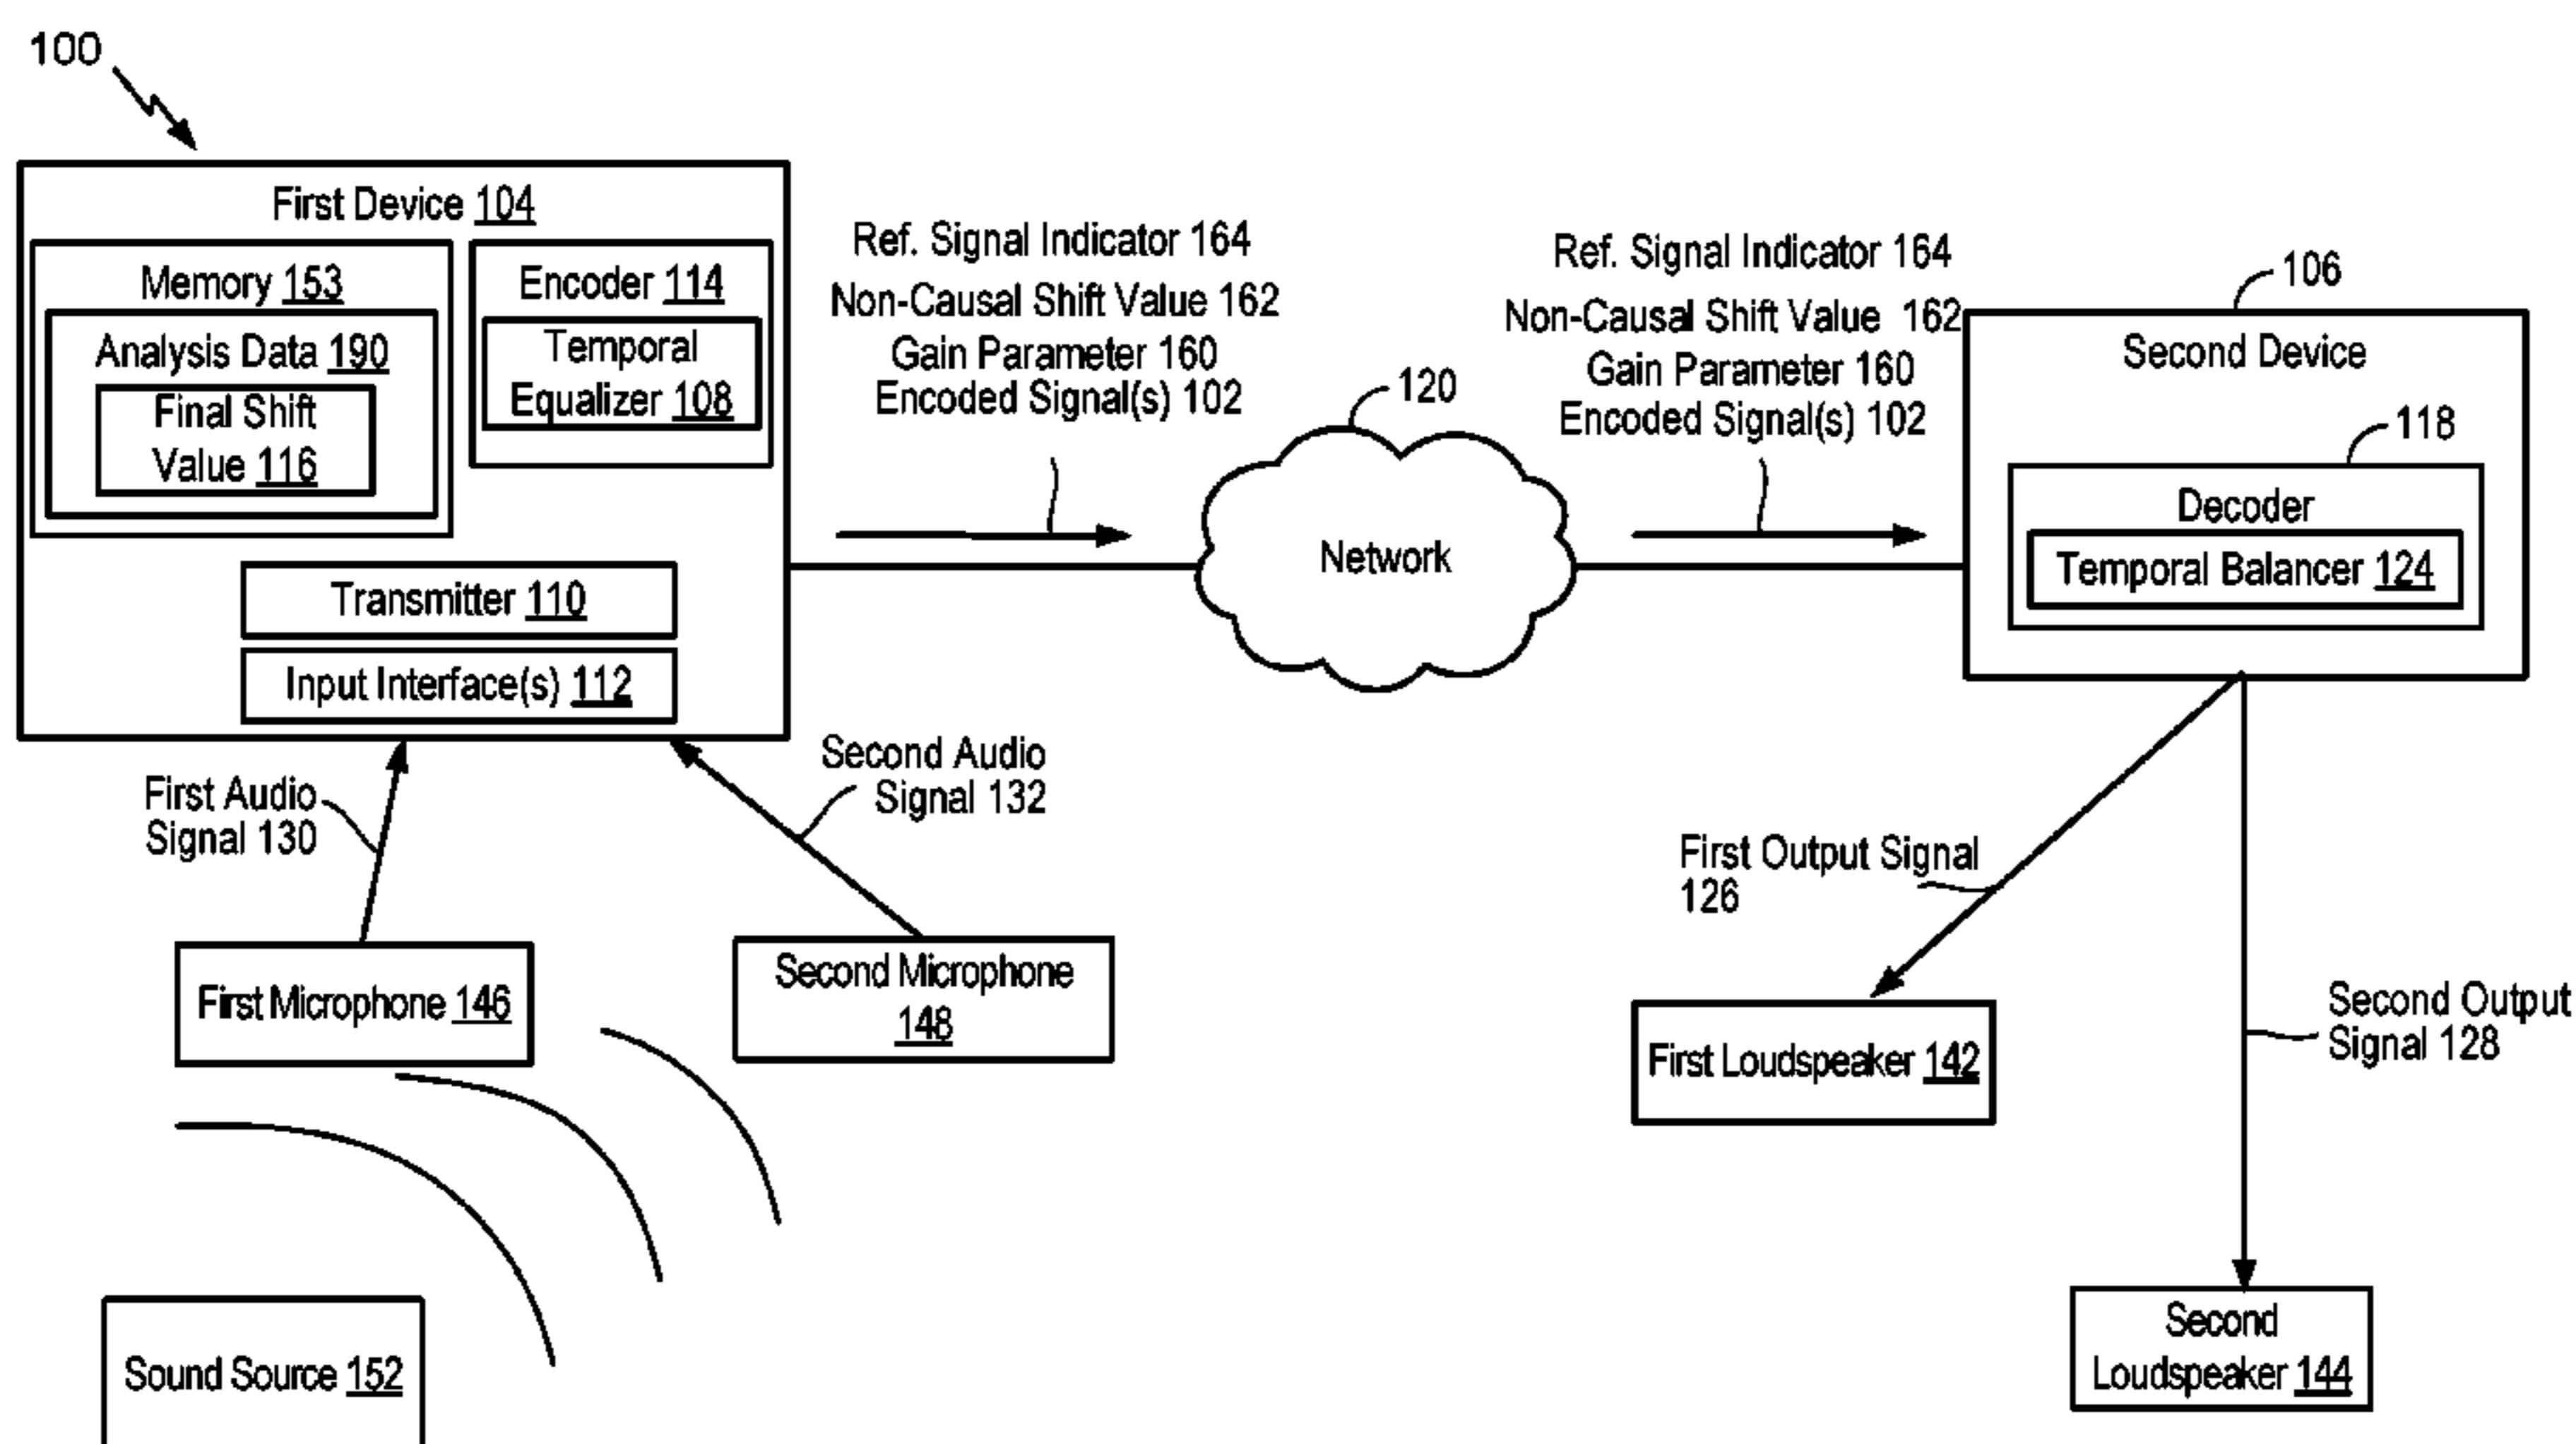 100
First Device 104
Memory 153
Analysis Data 190
Final Shift
Value 116
Encoder 114
Temporal
Equalizer 108
Transmitter 110
Input Interface(s) 112
Ref. Signal Indicator 164
Non-Causal Shift Value 162
Gain Parameter 160
Encoded Signal(s) 102
120
Network
Ref. Signal Indicator 164
Non-Causal Shift Value 162
Gain Parameter 160
Encoded Signal(s) 102
106
Second Device
118
Decoder
Temporal Balancer 124
First Audio
Signal 130
Second Audio
Signal 132
First Microphone 146
Second Microphone
148
Sound Source 152
First Output Signal
126
Second Output
Signal 128
First Loudspeaker 142
Second
Loudspeaker 144